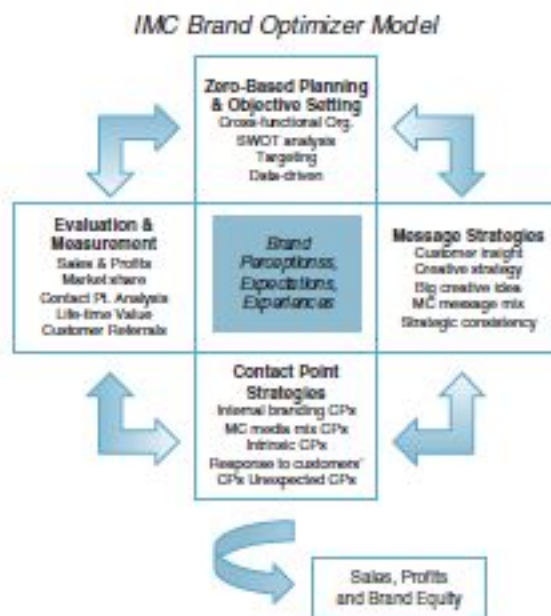 IMC Brand Optimizer Model
Zero-Based Planning
& Objective Setting
Cross-functional Org.
SWOT analysis
Targeting
Data-driven
Evaluation &
Measurement
Sales & Profits
Market share
Contact Pt. Analysis
Life-time Value
Customer Referrals
Brand
Perceptionss,
Expectations,
Experiences
Message Strategies
Customer Insight
Creative strategy
Big creative idea
MC message mix
Strategic consistency
Contact Point
Strategies
Internal branding CPs
MC media mix CPs
Intrinsic CPs
Response to customers'
CPs Unexpected CPs
Sales, Profits
and Brand Equity